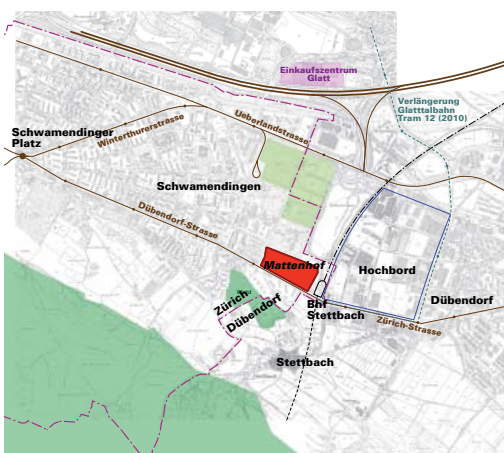 Einkaufszentrum
Glatt
Verlängerung
Glatttalbahn
Tram 12 (2010)
Ueberlandstrasse
Schwamendinger
Platz
Winterthurerstrasse
Schwamendingen
Dübendorf-Strasse
Mattenhof
Hochbord
Zürich
Dübendorf
Bhf
Stettbach
Dübendorf
Zürich-Strasse
Stettbach